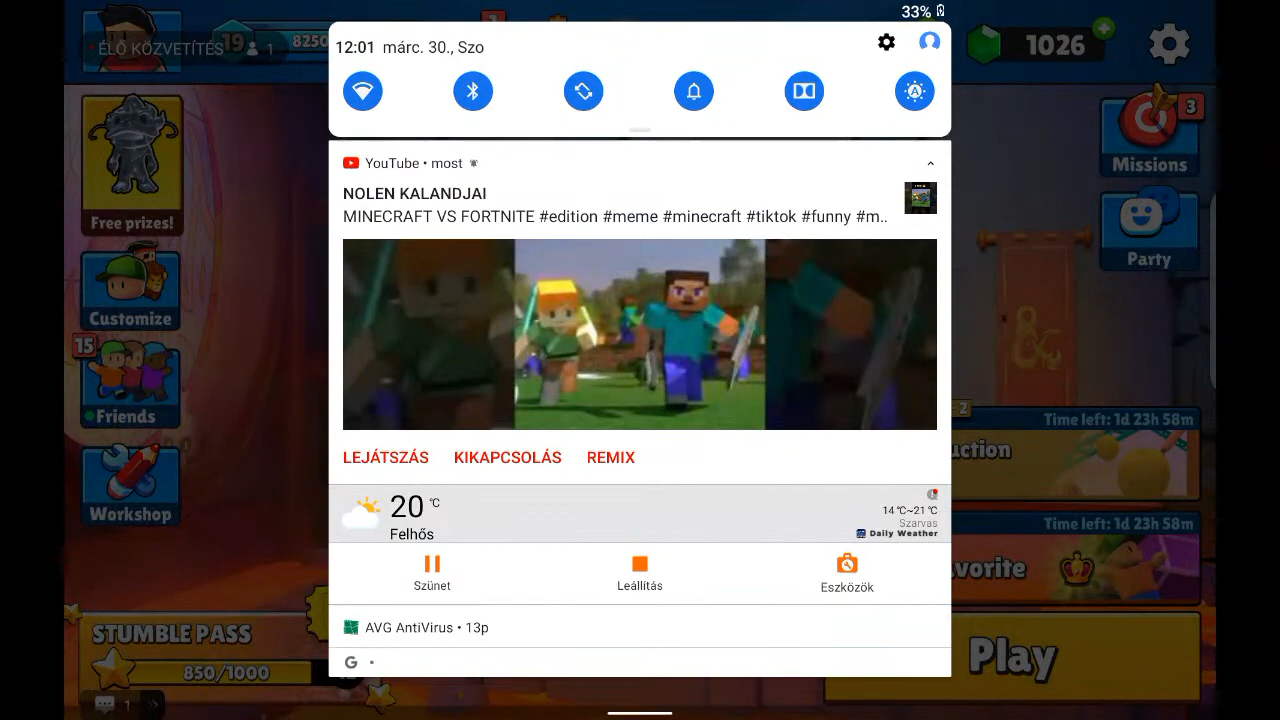 33%
ÉLŐ KÖZVETÍTÉS 1
19
8250
1026
12:01 márc. 30., Szo
A
Free prizes!
Customize
15
Friends
Workshop
STUMBLE PASS
850/1000
1
3
Missions
Party
YouTube • most
NOLEN KALANDJAI
MINECRAFT VS FORTNITE #edition #meme #minecraft #tiktok #funny #m..
LEJÁTSZÁS KIKAPCSOLÁS REMIX
20 °C
Felhős
14 °C~21 °C
Szarvas
Daily Weather
Szünet Leállítás Eszközök
AVG AntiVirus • 13p
G •
2
Time left: 1d 23h 58m
uction
Time left: 1d 23h 58m
avorite
Play